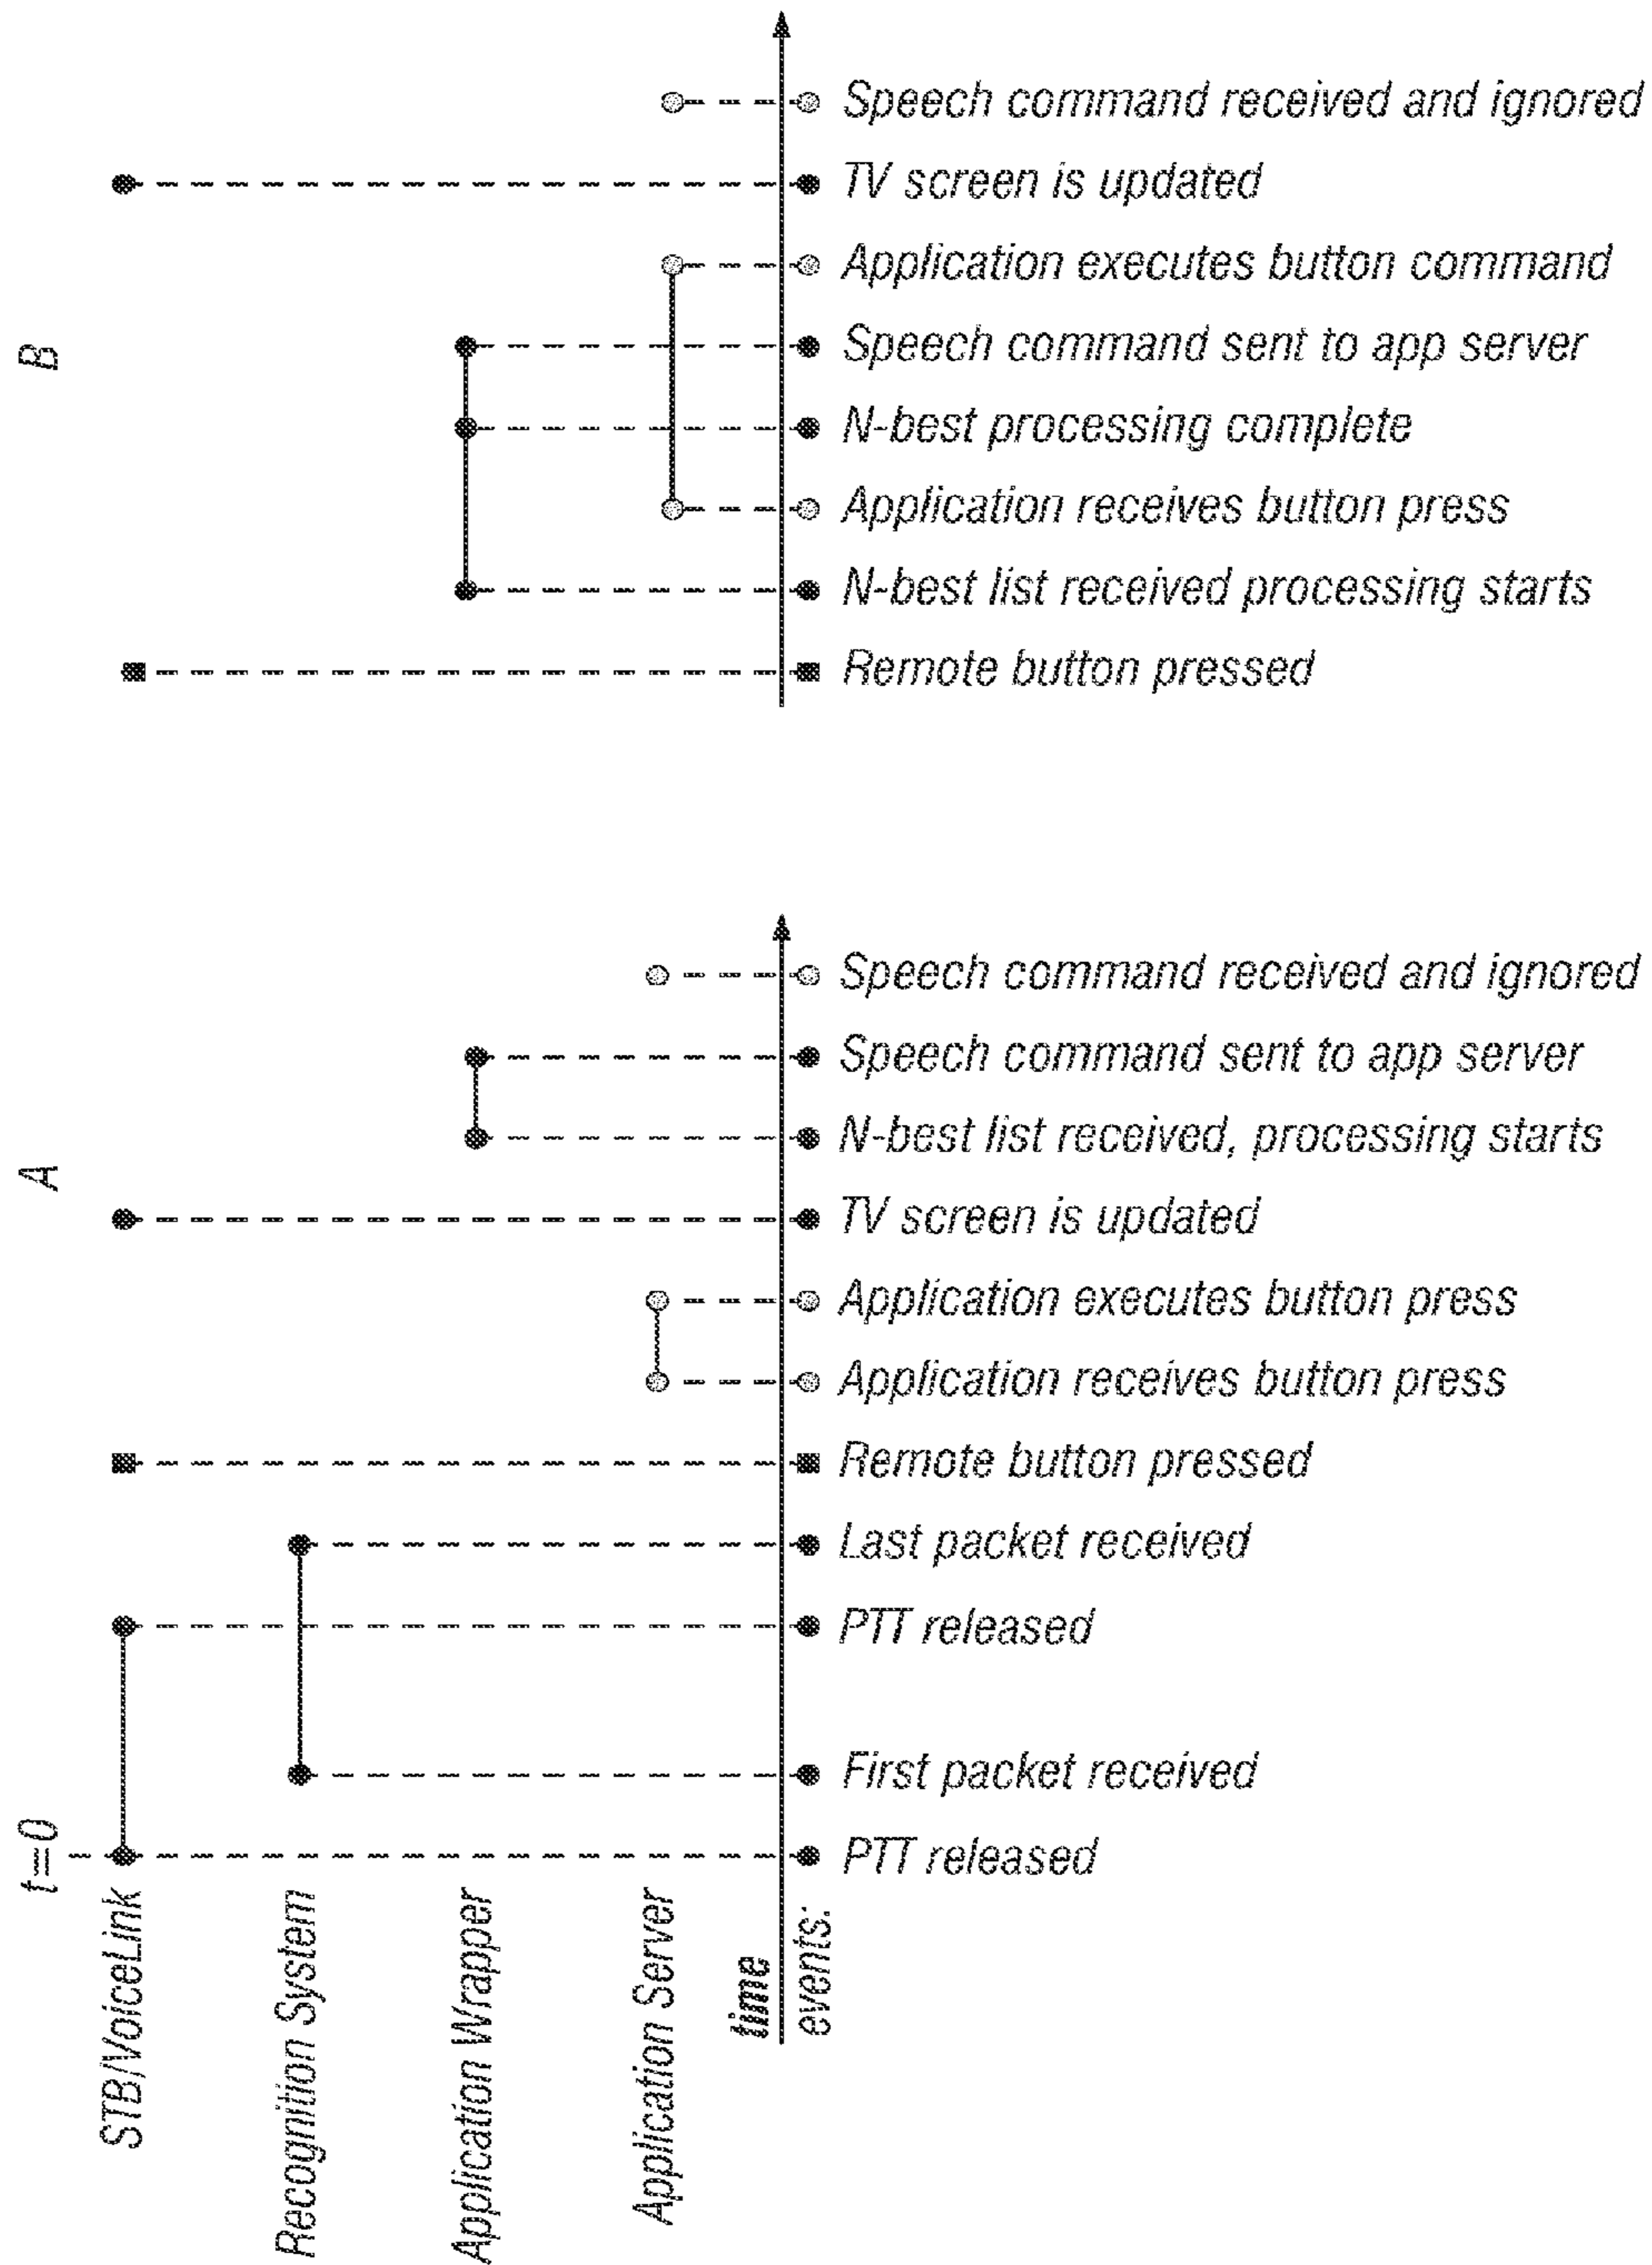 B
Speech command received and ignored
TV screen is updated
Application executes button command
Speech command sent to app server
N-best processing complete
Application receives button press
N-best list received processing starts
Remote button pressed
A
Speech command received and ignored
Speech command sent to app server
N-best list received, processing starts
TV screen is updated
Application executes button press
Application receives button press
Remote button pressed
Last packet received
PTT released
First packet received
t=0
PTT released
STB/VoiceLink
Recognition System
Application Wrapper
Application Server
time
events: